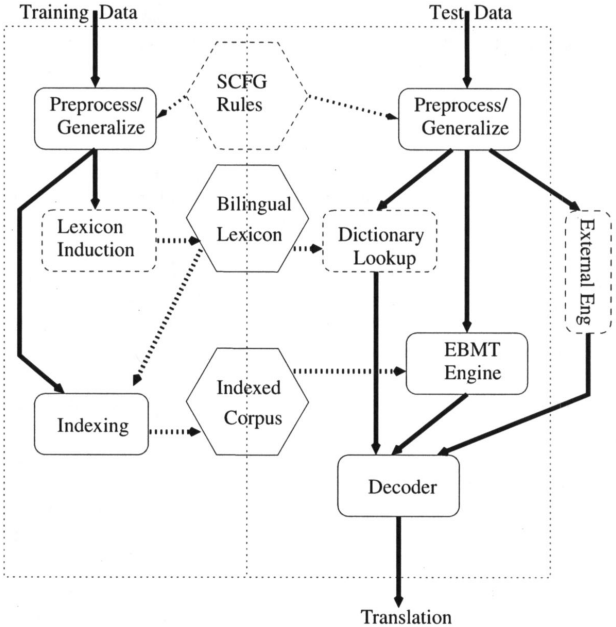 Training Data
Test Data
SCFG
Rules
Preprocess/
Generalize
Preprocess/
Generalize
Bilingual
Lexicon
Lexicon
Induction
Dictionary
Lookup
External Eng
EBMT
Engine
Indexed
Corpus
Indexing
Decoder
Translation